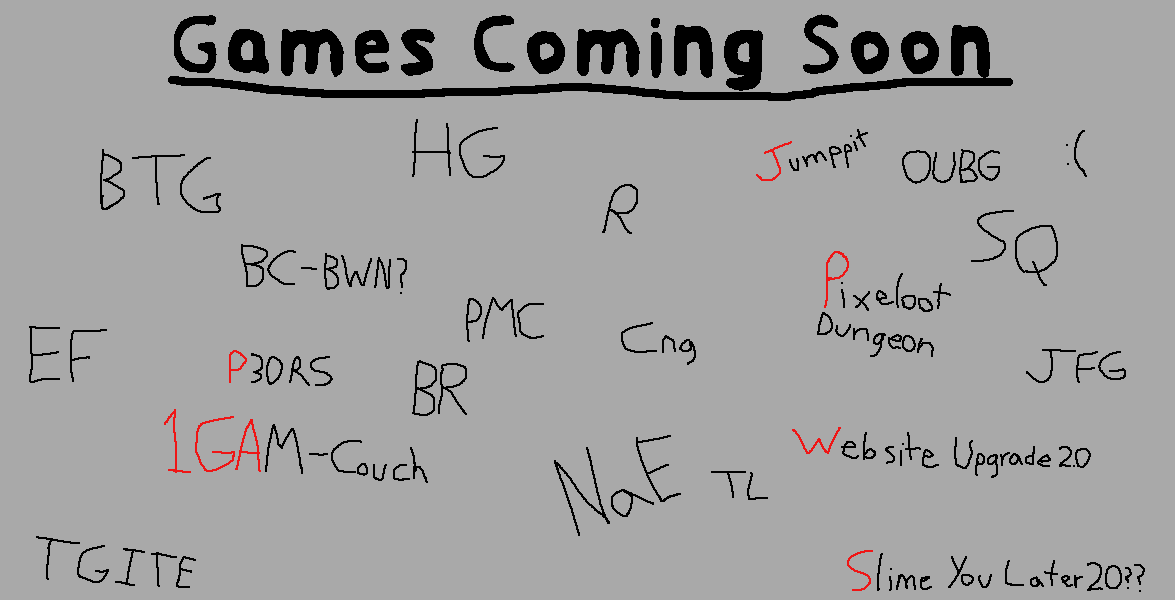 Games Coming Soon
HG
BTG
Jumppit
OUBG
:(
R
SQ
BC-BWN?
Pixeloot
Dungeon
PMC
Cng
EF
P30RS
BR
JFG
1GAM-Couch
Website Upgrade 2.0
NaE
TL
TGITE
Slime You Later 2.0??